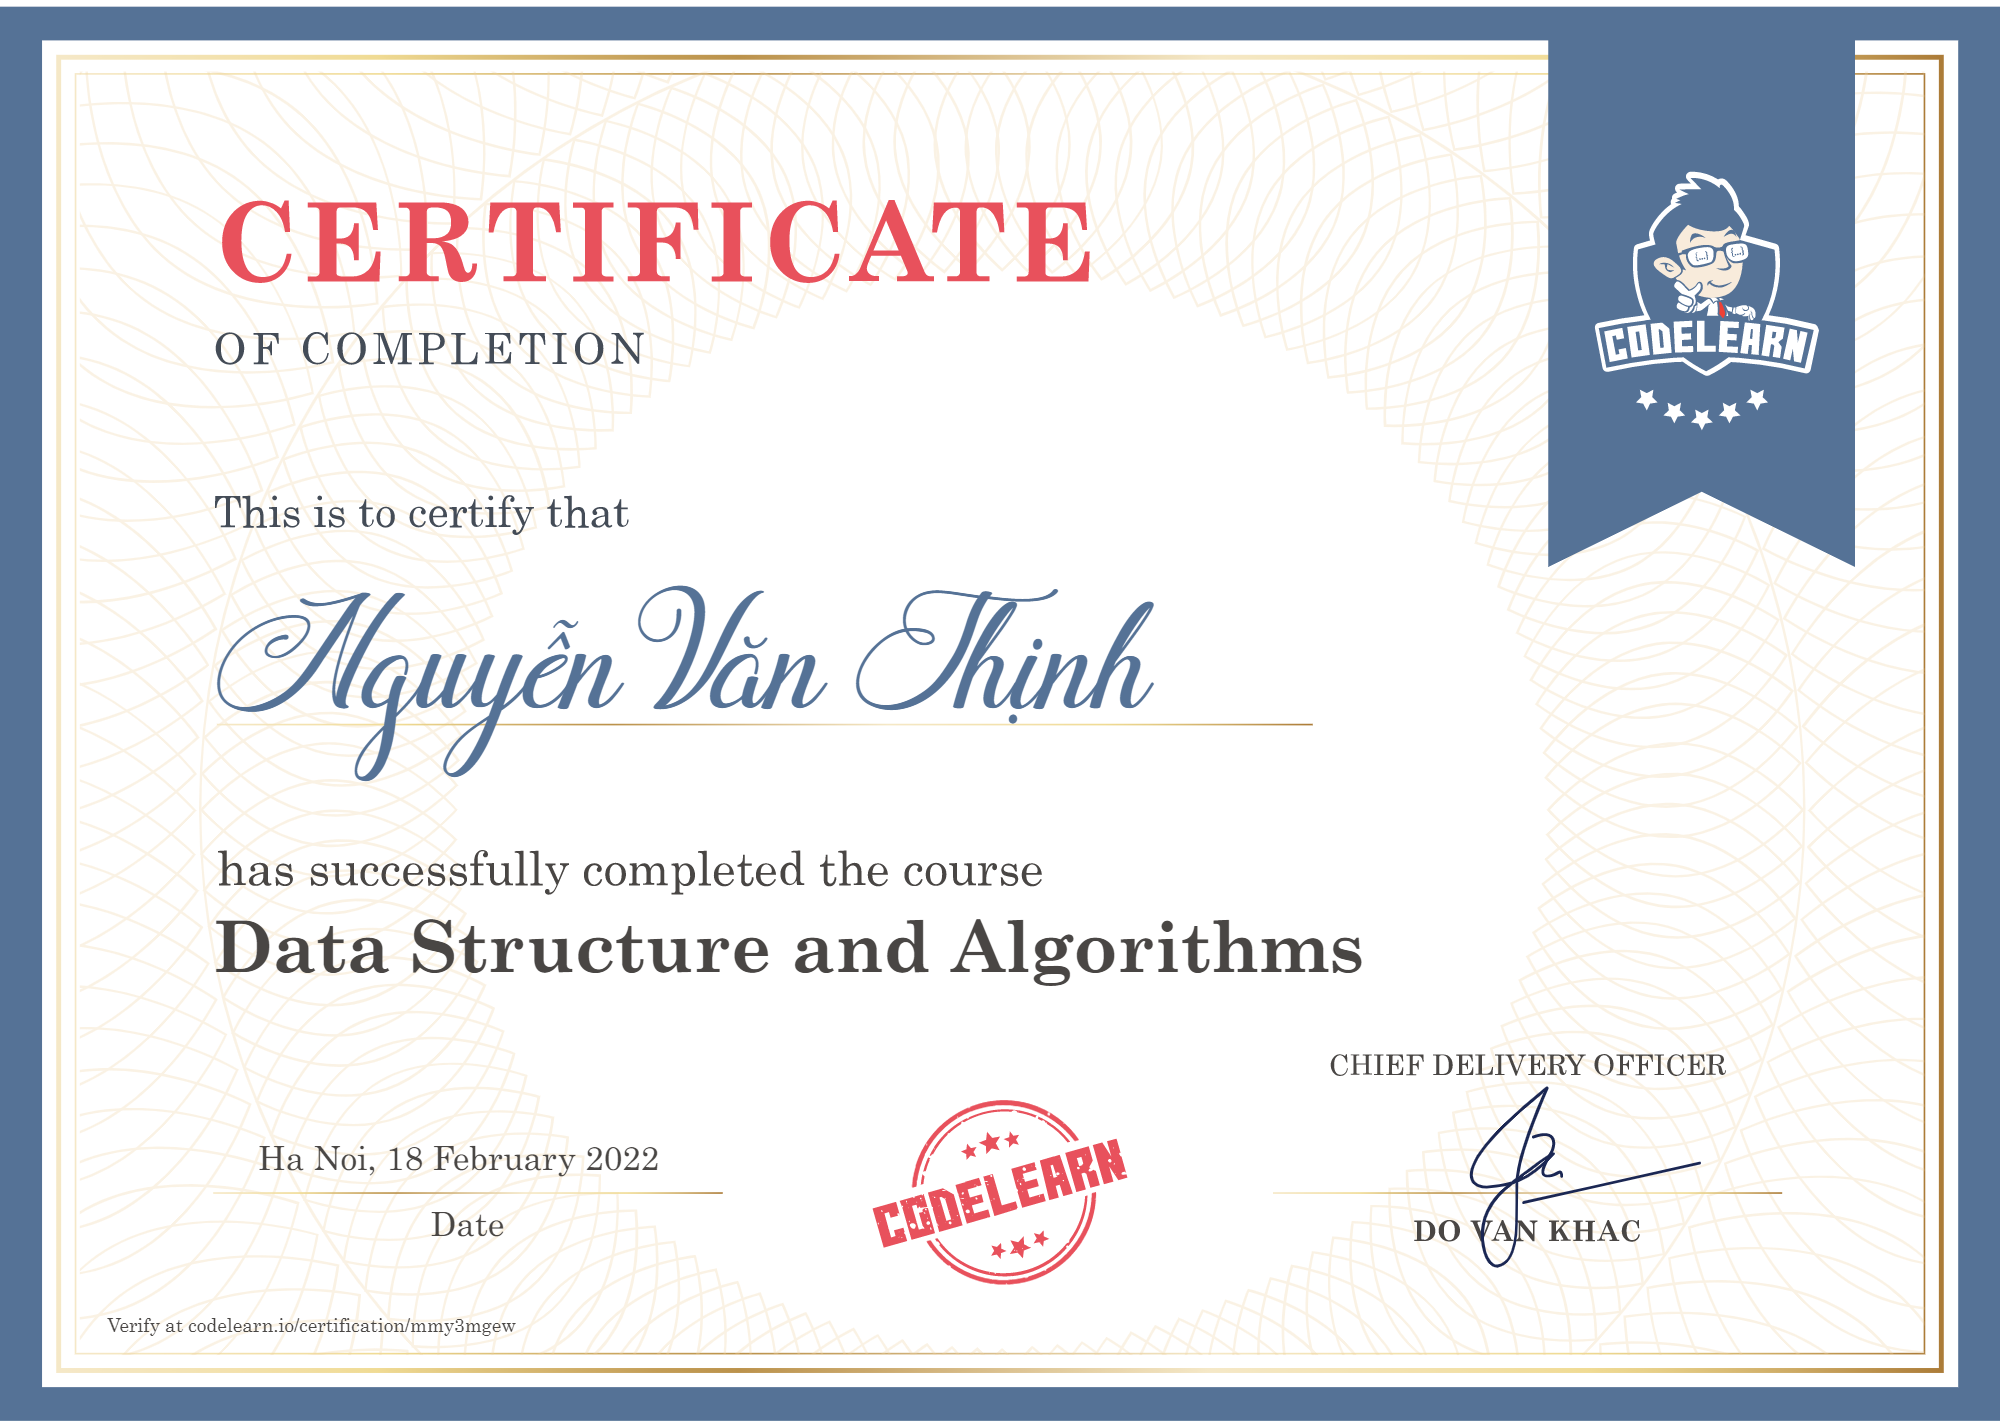 CERTIFICATE
OF COMPLETION
CODELEARN
This is to certify that
Nguyễn Văn Thịnh
has successfully completed the course
Data Structure and Algorithms
CHIEF DELIVERY OFFICER
Ha Noi, 18 February 2022
CODELEARN
Date
DO VAN KHAC
Verify at codelearn.io/certification/mmy3mgew